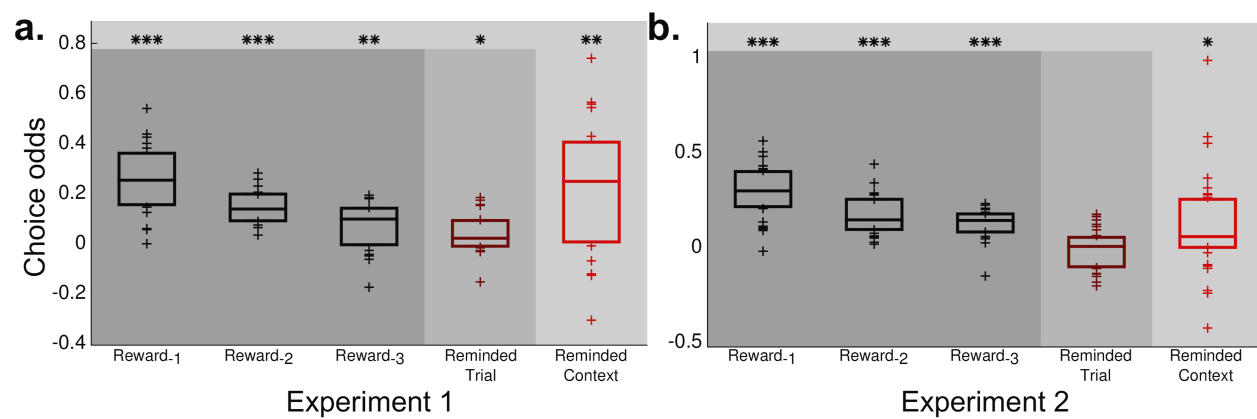 a.
*** *** ** * **
0.8
0.6
0.4
0.2
0
-0.2
-0.4
Choice odds
Reward-1 Reward-2 Reward-3 Reminded Trial Reminded Context
Experiment 1
b.
*** *** *** *
1
0.5
0
-0.5
Reward-1 Reward-2 Reward-3 Reminded Trial Reminded Context
Experiment 2